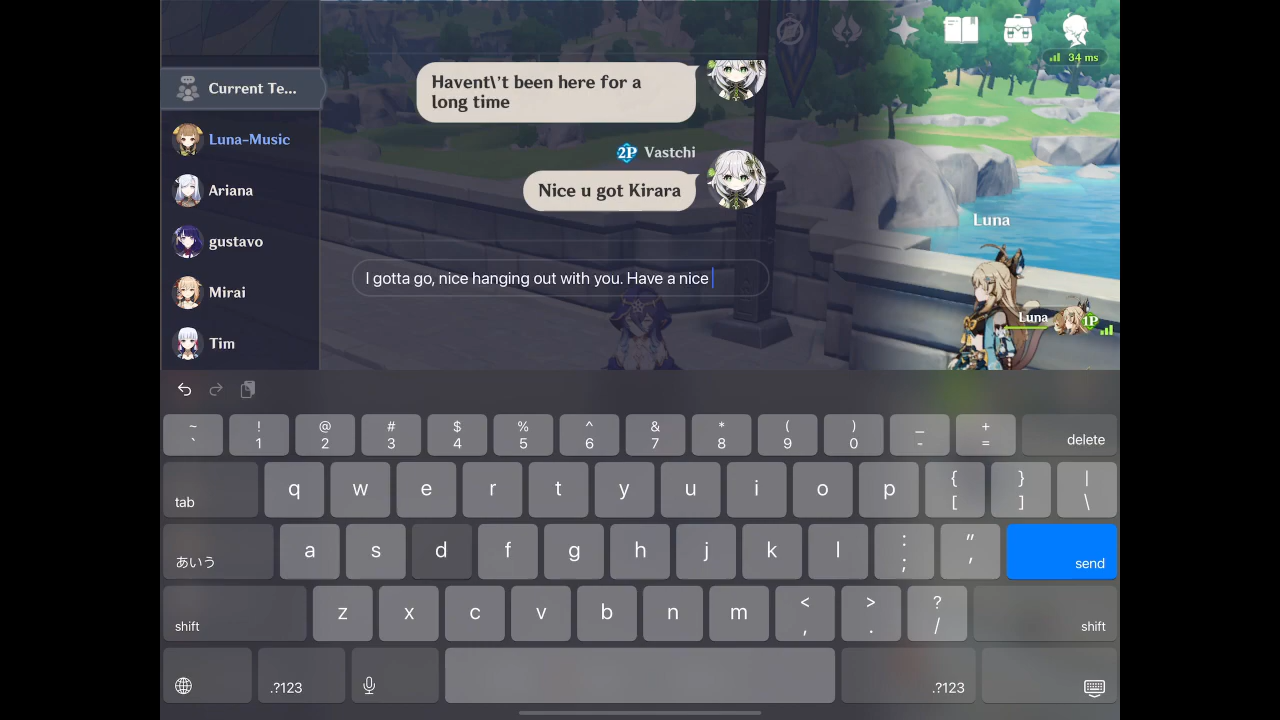 34 ms
Current Te...
Luna-Music
Ariana
gustavo
Mirai
Tim
Havent\'t been here for a
long time
2P Vastchi
Nice u got Kirara
I gotta go, nice hanging out with you. Have a nice
Luna
Luna 1P
~ ! @ # $ % ^ & * ( ) _ +
` 1 2 3 4 5 6 7 8 9 0 - = delete
tab q w e r t y u i o p { [ } ] | \
あいう a s d f g h j k l : ; " ' send
shift z x c v b n m < , > . ? / shift
.?123 .?123